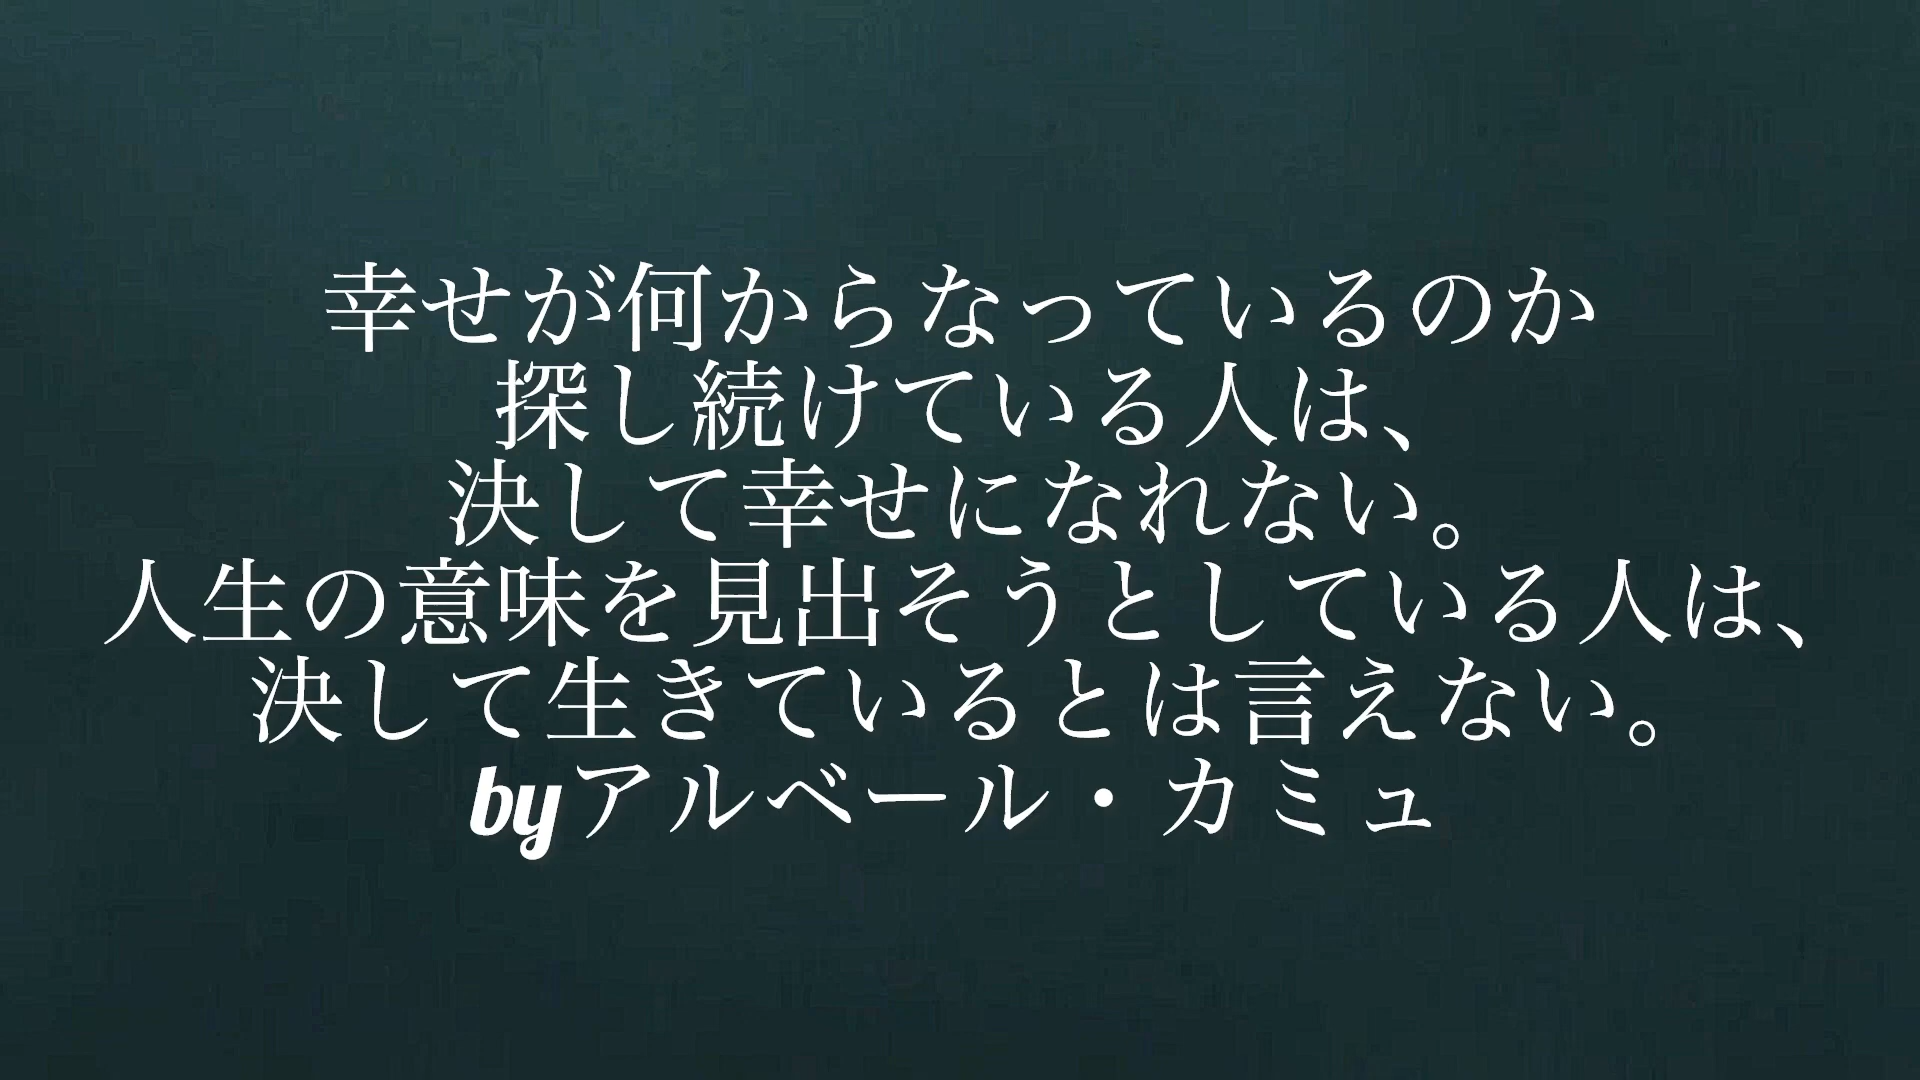 幸せが何からなっているのか
探し続けている人は、
決して幸せになれない。
人生の意味を見出そうとしている人は、
決して生きているとは言えない。
byアルベール・カミュ